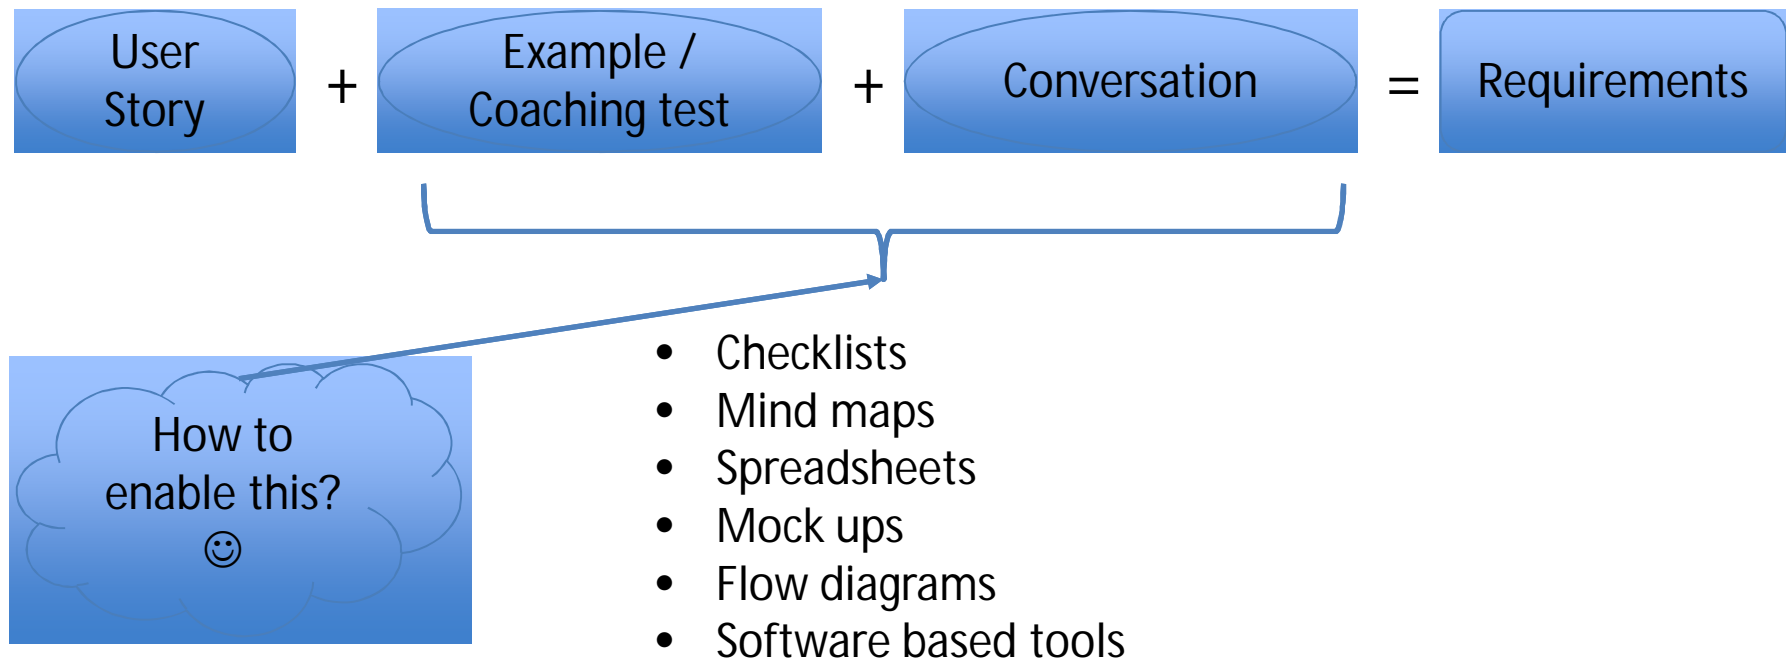 User
Story
+
Example /
Coaching test
+
Conversation
=
Requirements
How to
enable this?
☺
• Checklists
• Mind maps
• Spreadsheets
• Mock ups
• Flow diagrams
• Software based tools